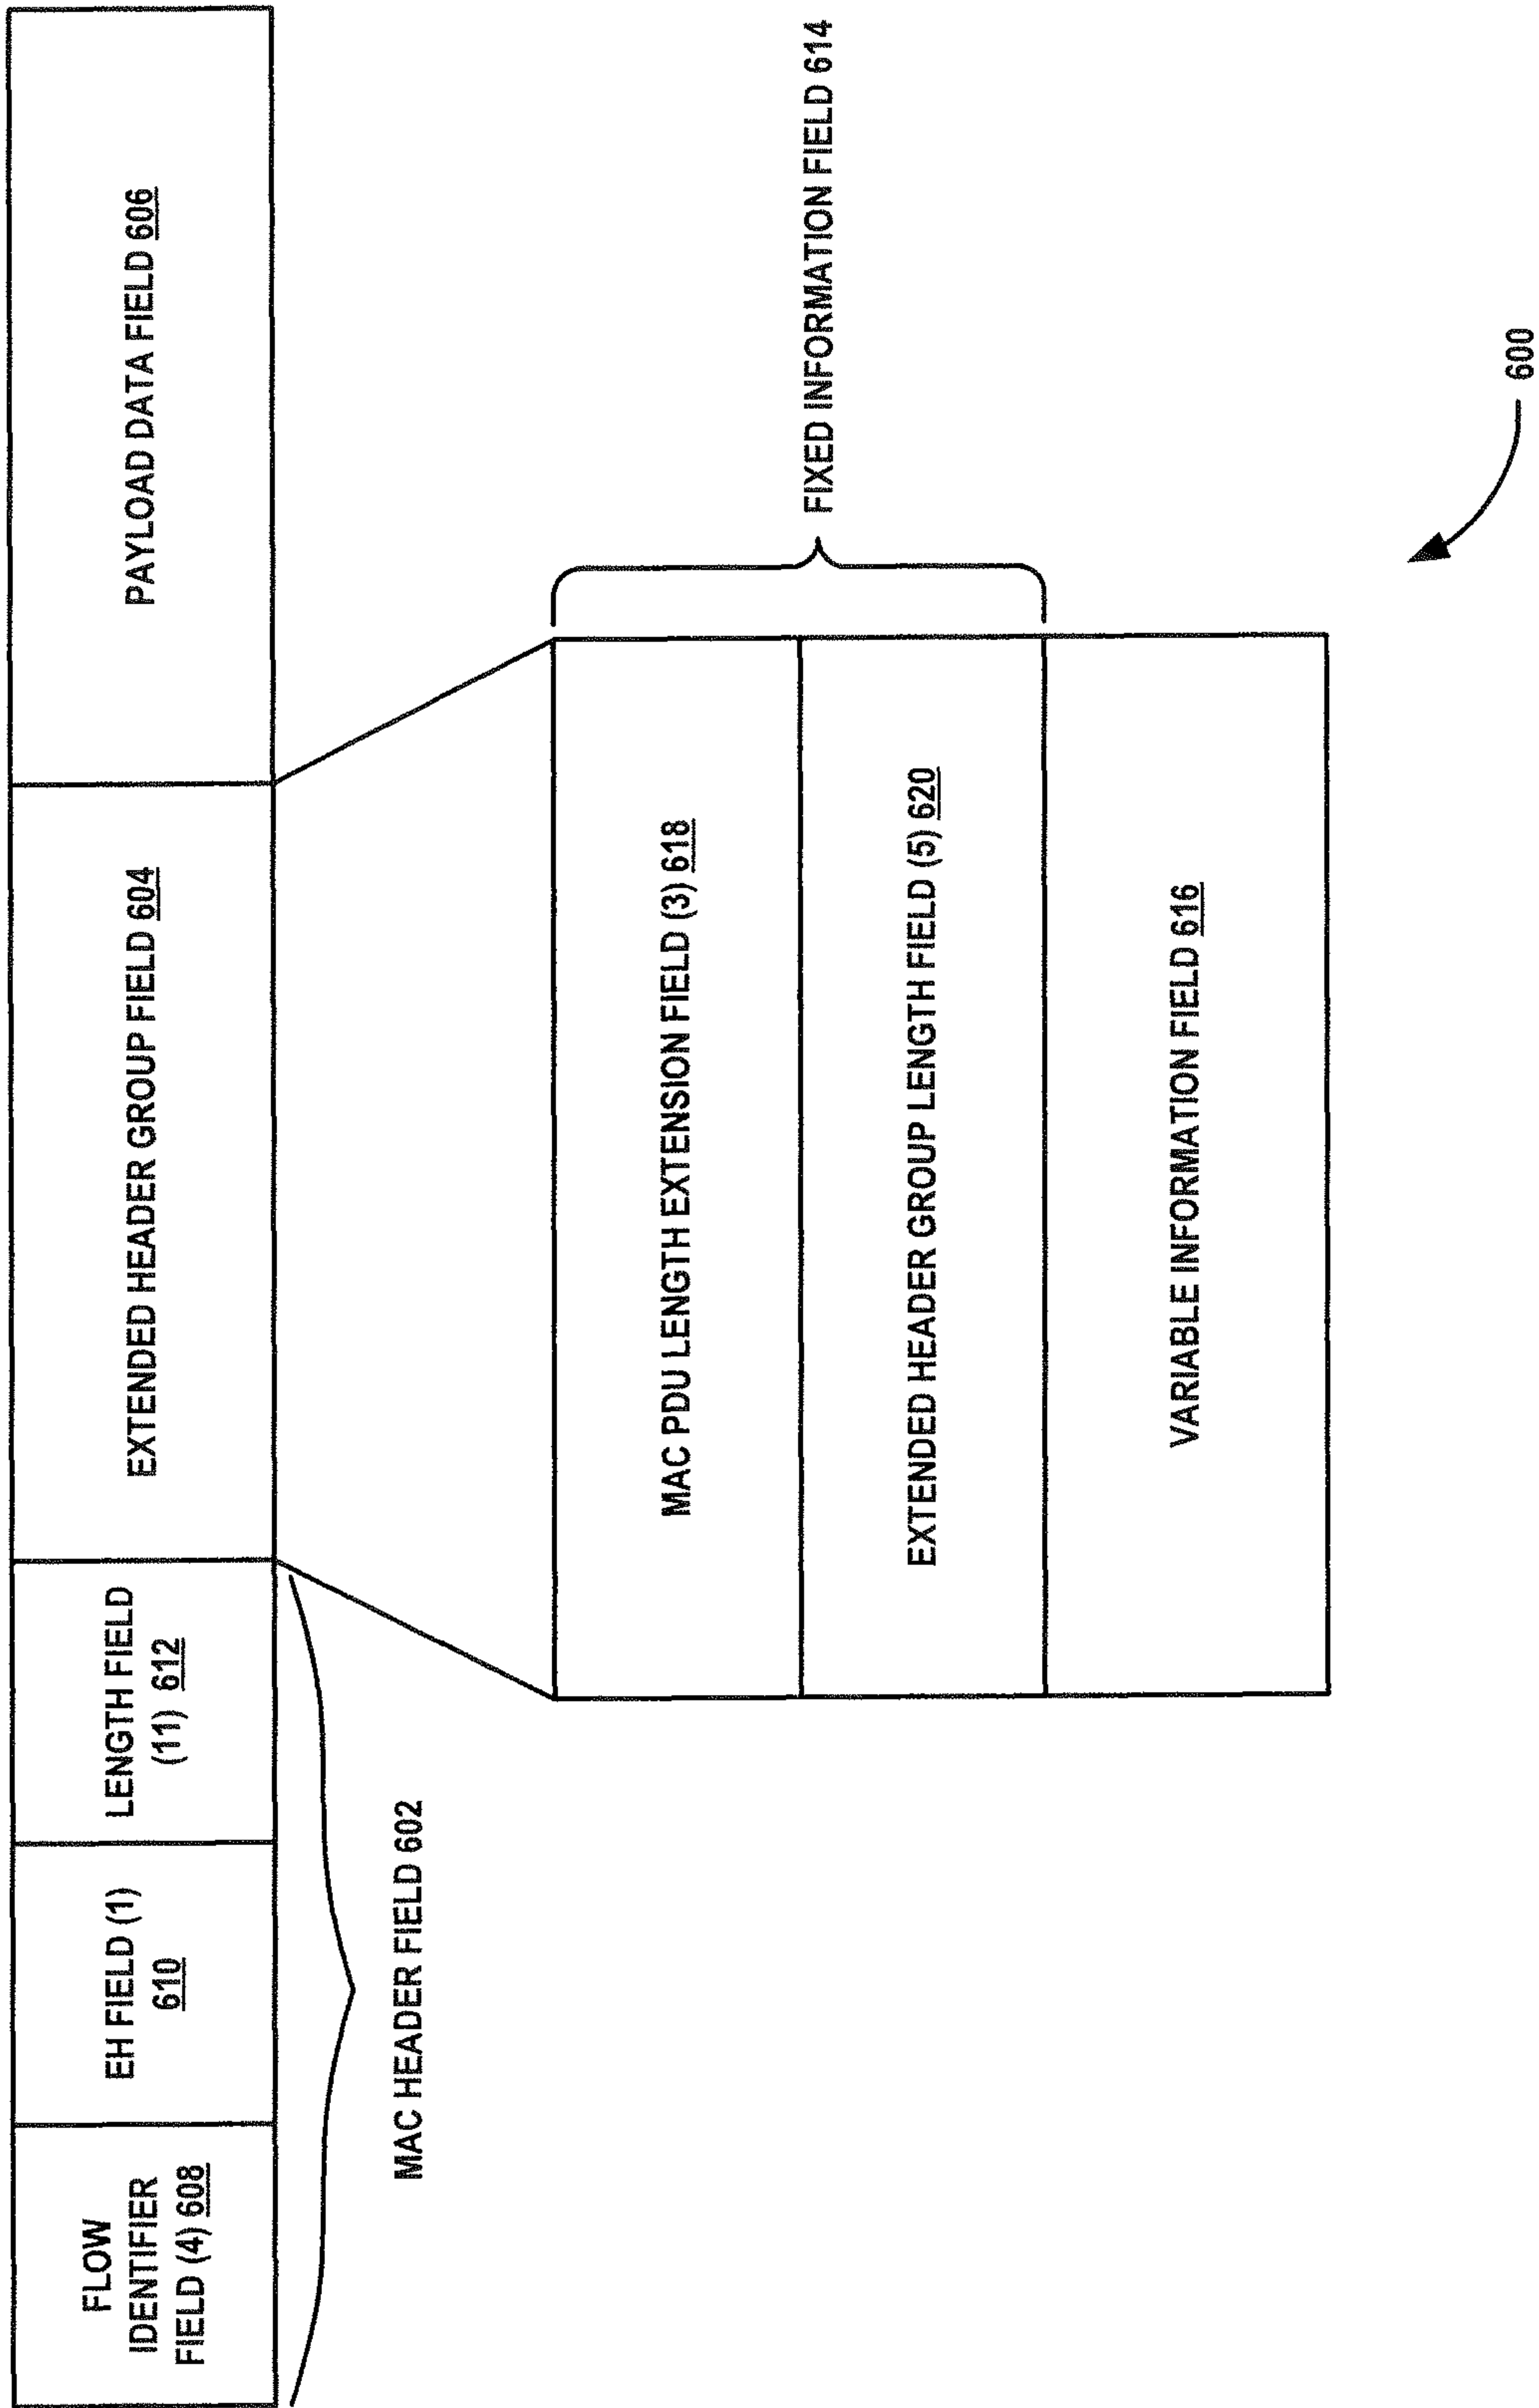 FLOW
IDENTIFIER
FIELD (4) 608
EH FIELD (1)
610
LENGTH FIELD
(11) 612
EXTENDED HEADER GROUP FIELD 604
PAYLOAD DATA FIELD 606
MAC HEADER FIELD 602
MAC PDU LENGTH EXTENSION FIELD (3) 618
EXTENDED HEADER GROUP LENGTH FIELD (5) 620
VARIABLE INFORMATION FIELD 616
FIXED INFORMATION FIELD 614
600